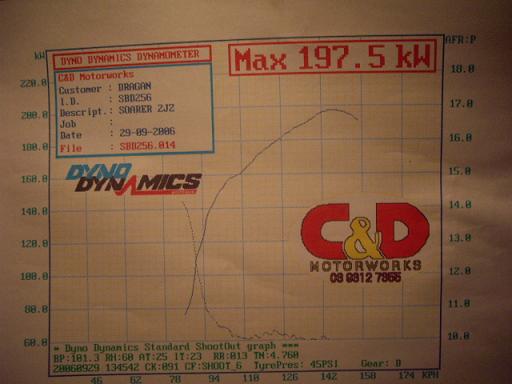 DYNO DYNAMICS DYNAMOMETER
Max 197.5 kW
C&D Motorworks
Customer : DRAGAN
I.D. : SBD256
Descript.: SOARER 2JZ
Job :
Date : 29-09-2006
File : SBD256.014
DYNO
DYNAMICS
C&D
MOTORWORKS
kW
220.0
200.0
180.0
160.0
140.0
120.0
100.0
80.0
60.0
AFR:P
18.0
17.0
16.0
15.0
14.0
13.0
12.0
11.0
10.0
* Dyno Dynamics Standard ShootOut graph ***
BP:101.3 RH:60 AT:25 IT:23 RR:013 TN:4.760
20060929 134542 CK:091 CF:SHOOT_6 TyrePres: 45PSI Gear: D
46 62 78 94 110 126 142 158 174 KPH